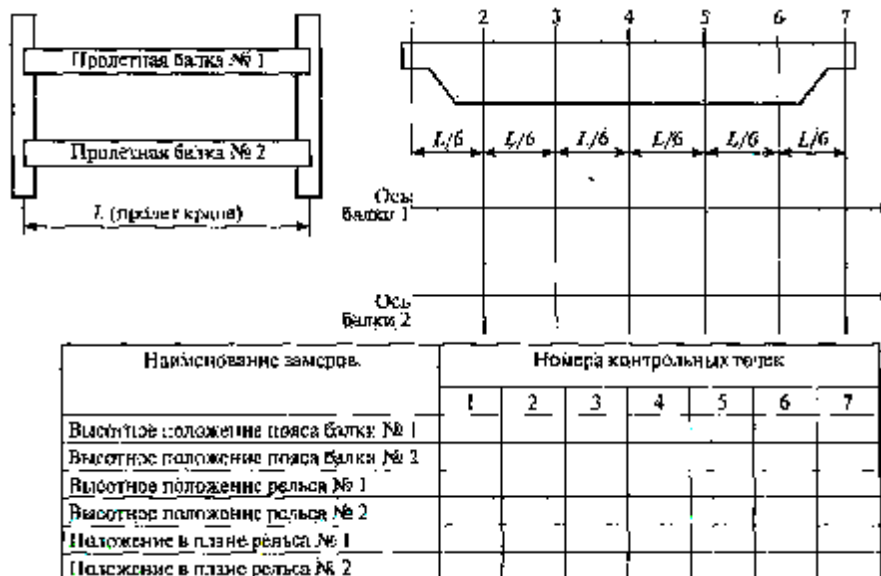 Пролетная балка № 1
Пролетная балка № 2
L (пролет крана)
1 2 3 4 5 6 7
L/6 L/6 L/6 L/6 L/6 L/6
Ось
балки 1
Ось
балки 2
Наименование замеров. Номера контрольных точек
1 2 3 4 5 6 7
Высотное положение пояса балки № 1
Высотное положение пояса балки № 2
Высотное положение рельса № 1
Высотное положение рельса № 2
Положение в плане рельса № 1
Положение в плане рельса № 2